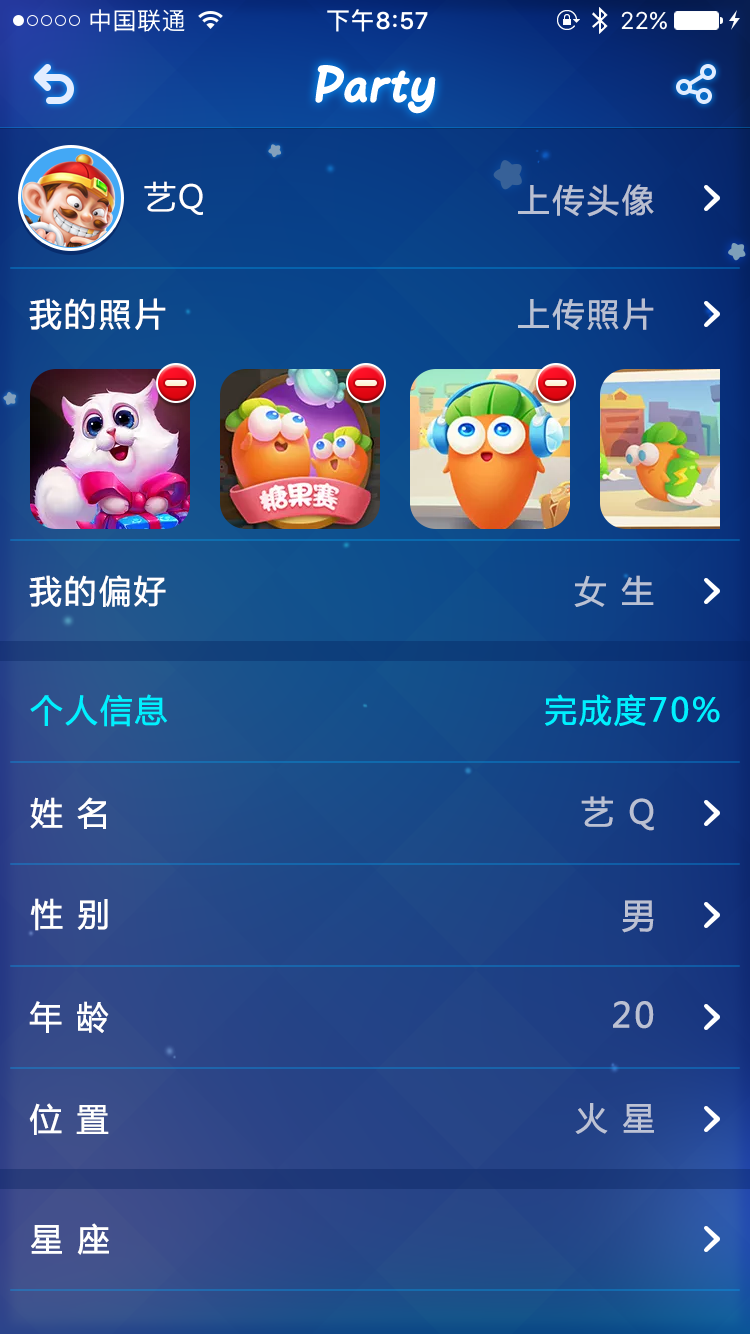 中国联通 下午8:57 22%
Party
艺Q 上传头像
我的照片 上传照片
糖果赛
我的偏好 女 生
个人信息 完成度70%
姓 名 艺 Q
性 别 男
年 龄 20
位 置 火 星
星 座